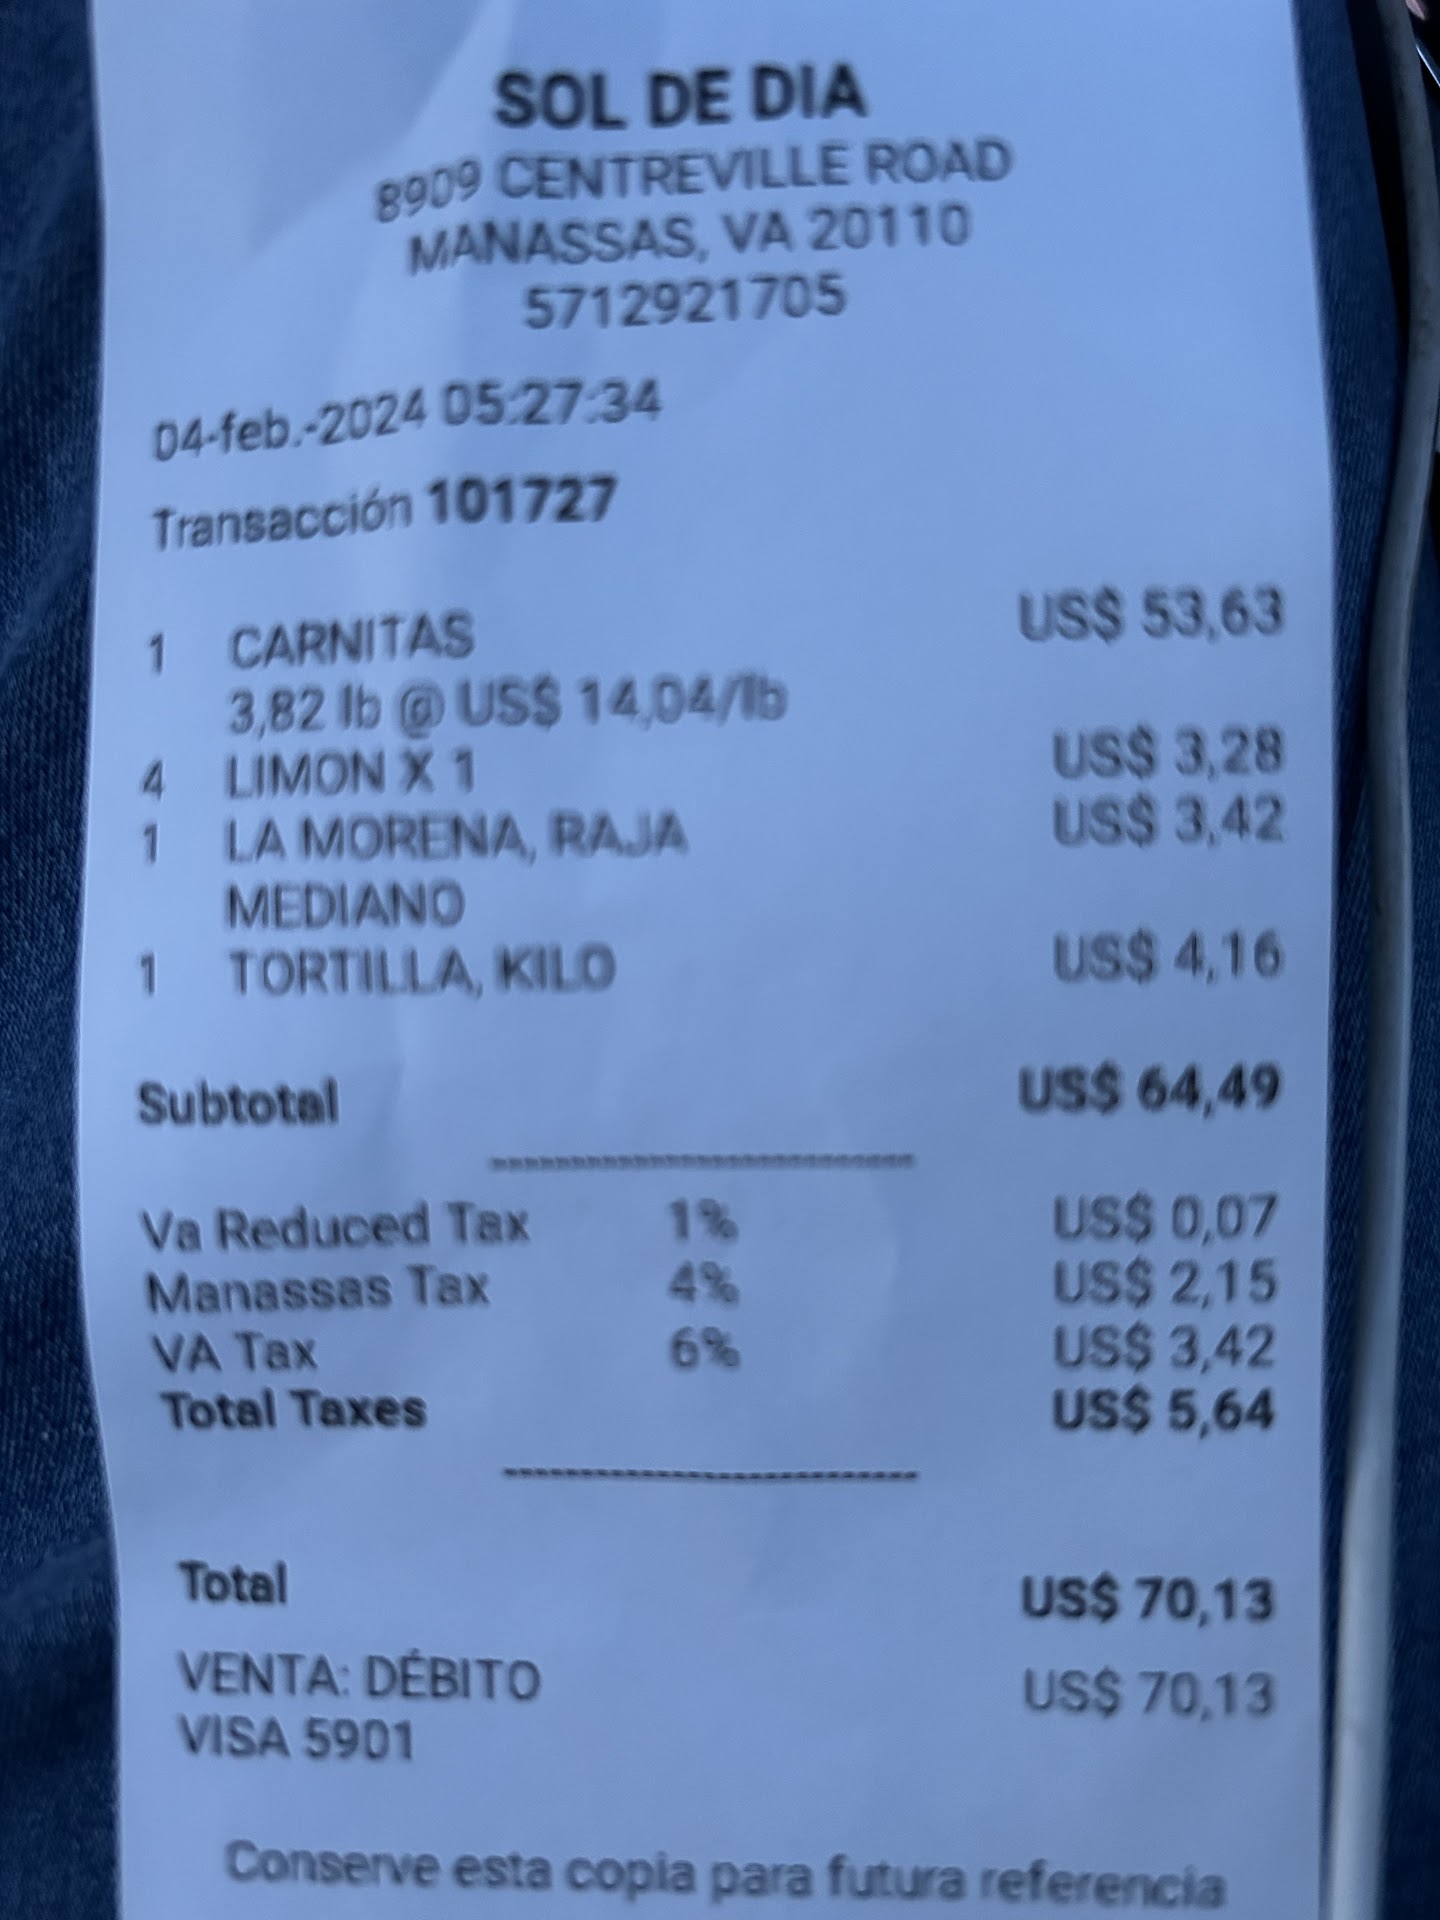 SOL DE DIA
8909 CENTREVILLE ROAD
MANASSAS, VA 20110
5712921705
04-feb.-2024 05:27:34
Transacción 101727
1 CARNITAS US$ 53,63
3,82 lb @ US$ 14,04/lb
4 LIMON X 1 US$ 3,28
1 LA MORENA, RAJA US$ 3,42
MEDIANO
1 TORTILLA, KILO US$ 4,16
Subtotal US$ 64,49
Va Reduced Tax 1% US$ 0,07
Manassas Tax 4% US$ 2,15
VA Tax 6% US$ 3,42
Total Taxes US$ 5,64
Total US$ 70,13
VENTA: DÉBITO US$ 70,13
VISA 5901
Conserve esta copia para futura referencia